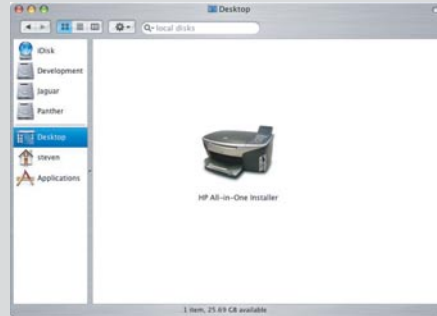 Desktop
local disks
iDisk
Development
Jaguar
Panther
Desktop
steven
Applications
HP All-in-One Installer
1 item, 25.69 GB available